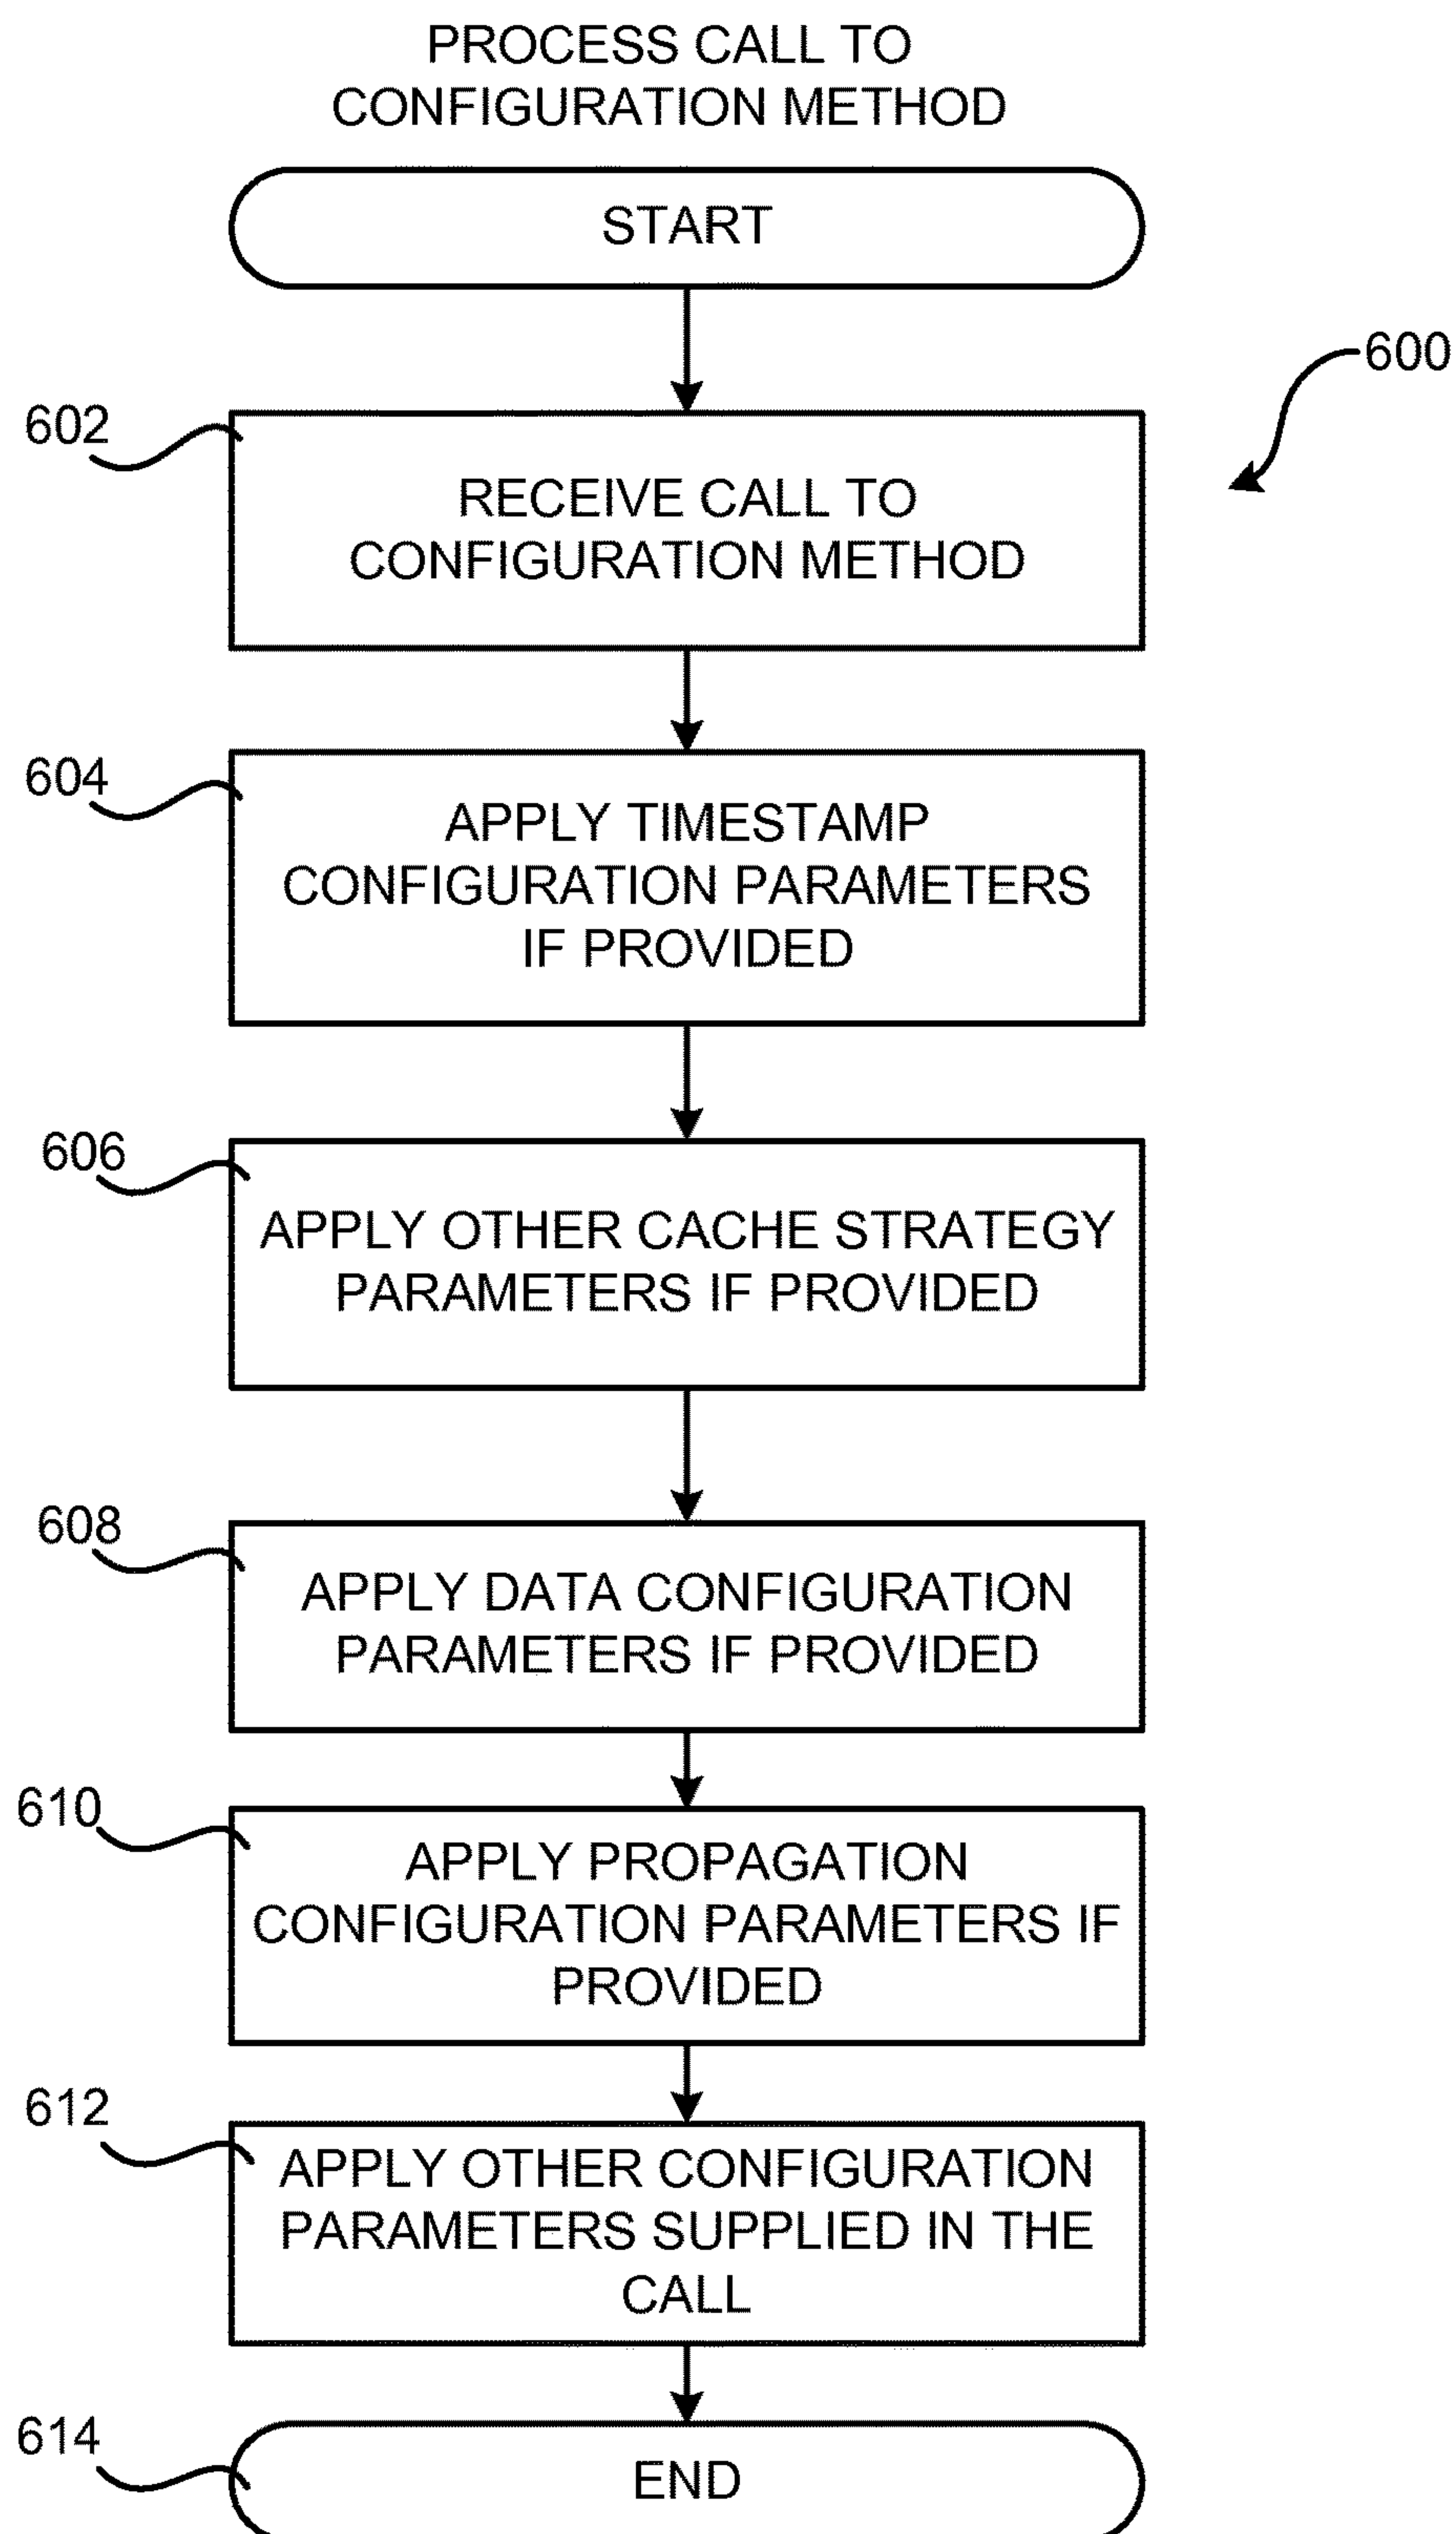 PROCESS CALL TO
CONFIGURATION METHOD
START
600
602
RECEIVE CALL TO
CONFIGURATION METHOD
604
APPLY TIMESTAMP
CONFIGURATION PARAMETERS
IF PROVIDED
606
APPLY OTHER CACHE STRATEGY
PARAMETERS IF PROVIDED
608
APPLY DATA CONFIGURATION
PARAMETERS IF PROVIDED
610
APPLY PROPAGATION
CONFIGURATION PARAMETERS IF
PROVIDED
612
APPLY OTHER CONFIGURATION
PARAMETERS SUPPLIED IN THE
CALL
614
END